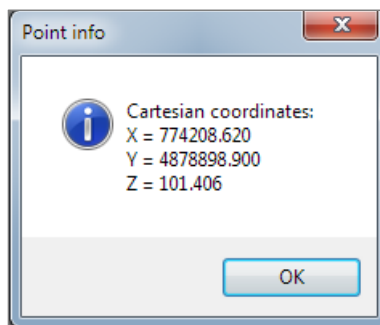 Point info
Cartesian coordinates:
X = 774208.620
Y = 4878898.900
Z = 101.406
OK